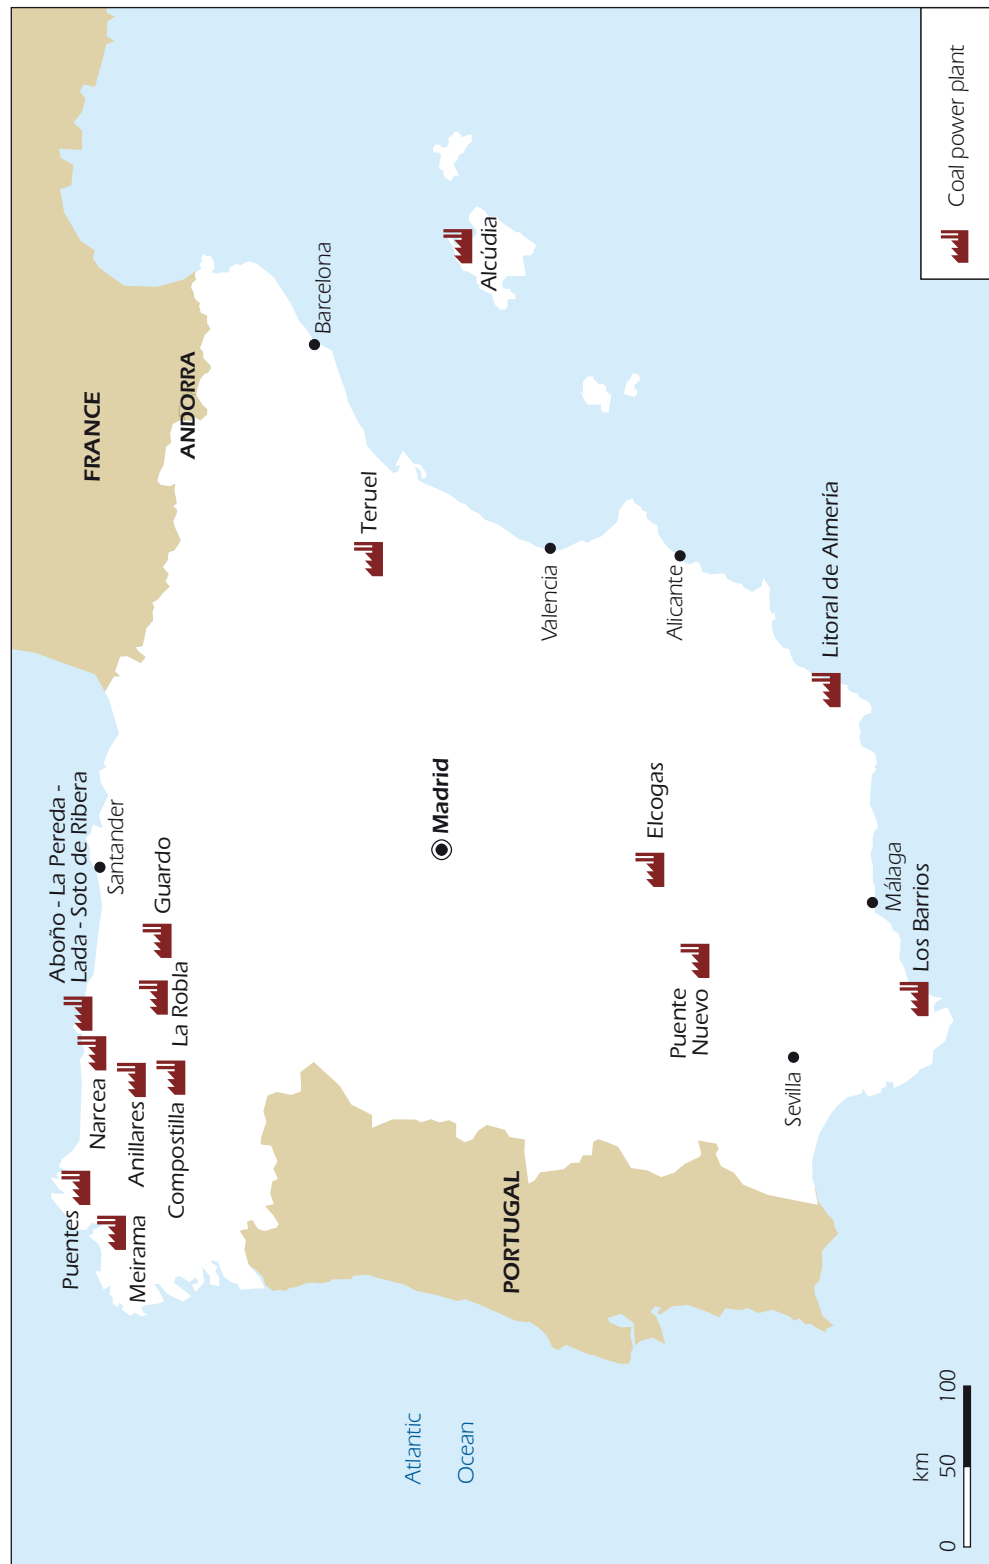 FRANCE
ANDORRA
Aboño - La Pereda -
Lada - Soto de Ribera
Santander
Puentes
Narcea
Meirama
Anillares
Compostilla
La Robla
Guardo
Barcelona
Teruel
Alcúdia
Madrid
Valencia
Atlantic
Ocean
PORTUGAL
Elcogas
Alicante
Puente
Nuevo
Sevilla
Málaga
Litoral de Almería
Los Barrios
km
0 50 100
Coal power plant